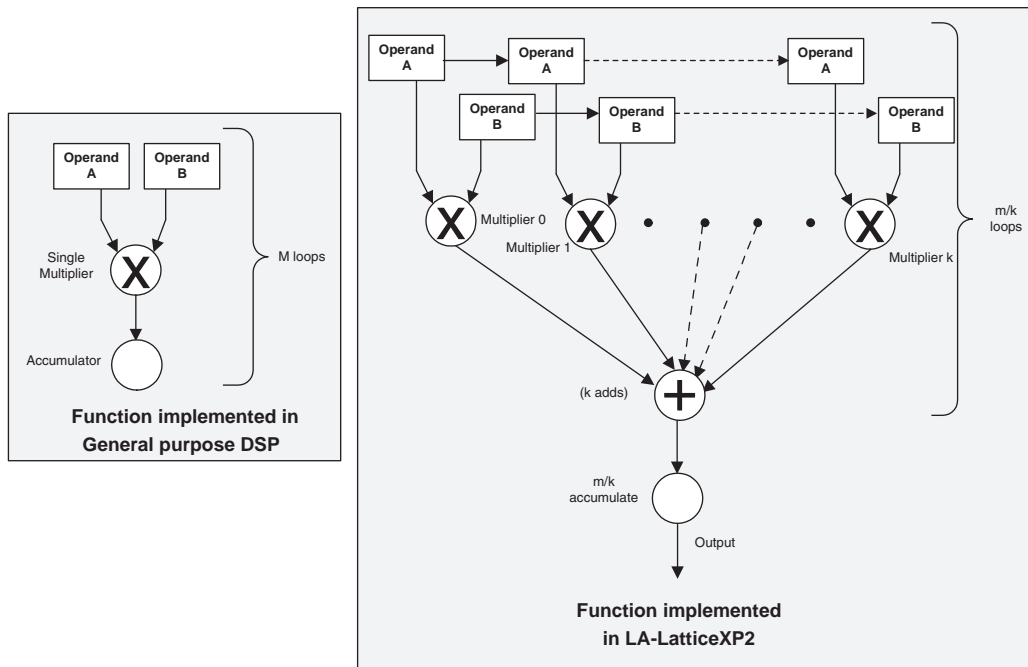 Operand
A
Operand
B
Single
Multiplier
X
M loops
Accumulator
Function implemented in
General purpose DSP
Operand
A
Operand
A
Operand
A
Operand
B
Operand
B
Operand
B
X
Multiplier 0
X
Multiplier 1
X
Multiplier k
m/k
loops
(k adds)
+
m/k
accumulate
Output
Function implemented
in LA-LatticeXP2